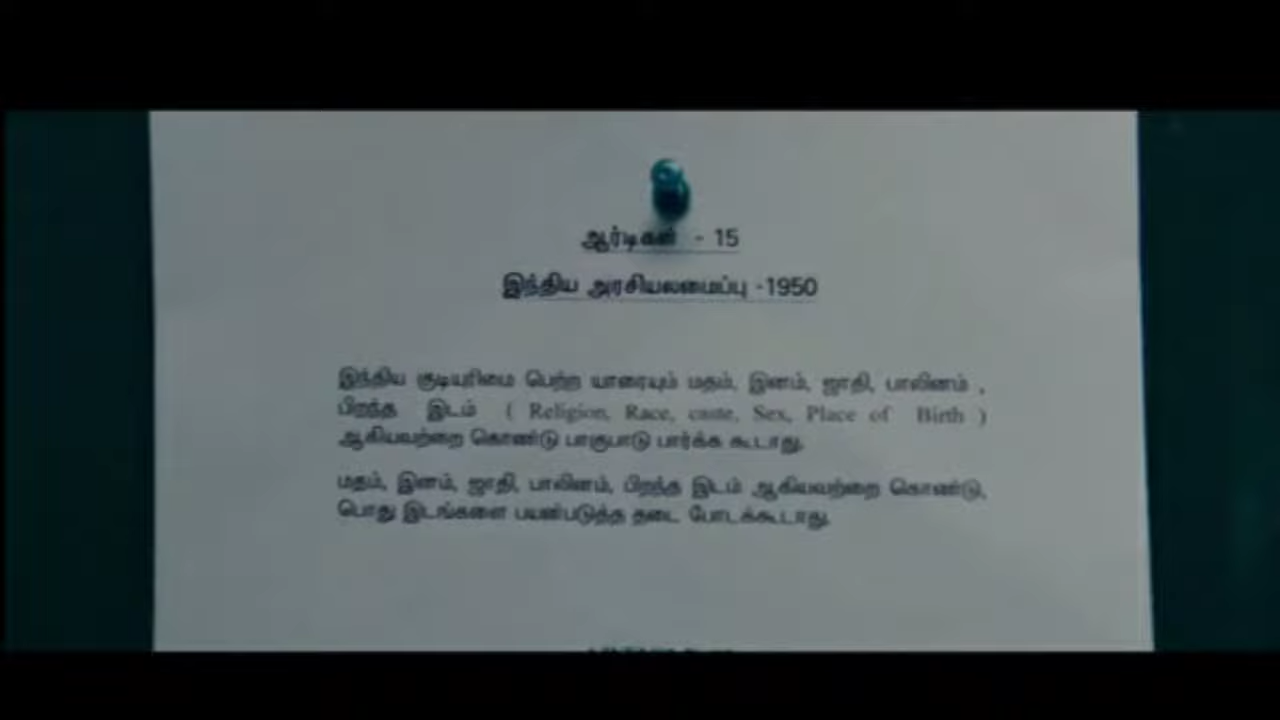 ஆர்டிகள் - 15
இந்திய அரசியலமைப்பு -1950
இந்திய குடியுரிமை பெற்ற யாரையும் மதம், இனம், ஜாதி, பாலினம் ,
பிறந்த இடம் ( Religion, Race, caste, Sex, Place of Birth )
ஆகியவற்றை கொண்டு பாகுபாடு பார்க்க கூடாது.
மதம், இனம், ஜாதி, பாலினம், பிறந்த இடம் ஆகியவற்றை கொண்டு,
பொது இடங்களை பயன்படுத்த தடை போடக்கூடாது.